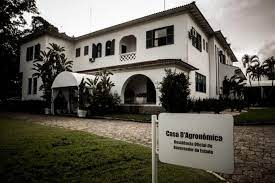 Casa D'Agronômica
Residência Oficial do
Governador do Estado